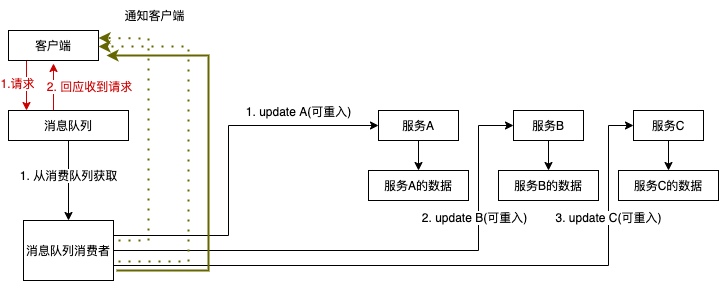 通知客户端
客户端
1.请求
2. 回应收到请求
消息队列
1. 从消费队列获取
消息队列消费者
1. update A(可重入)
服务A
服务B
服务C
服务A的数据
服务B的数据
服务C的数据
2. update B(可重入)
3. update C(可重入)